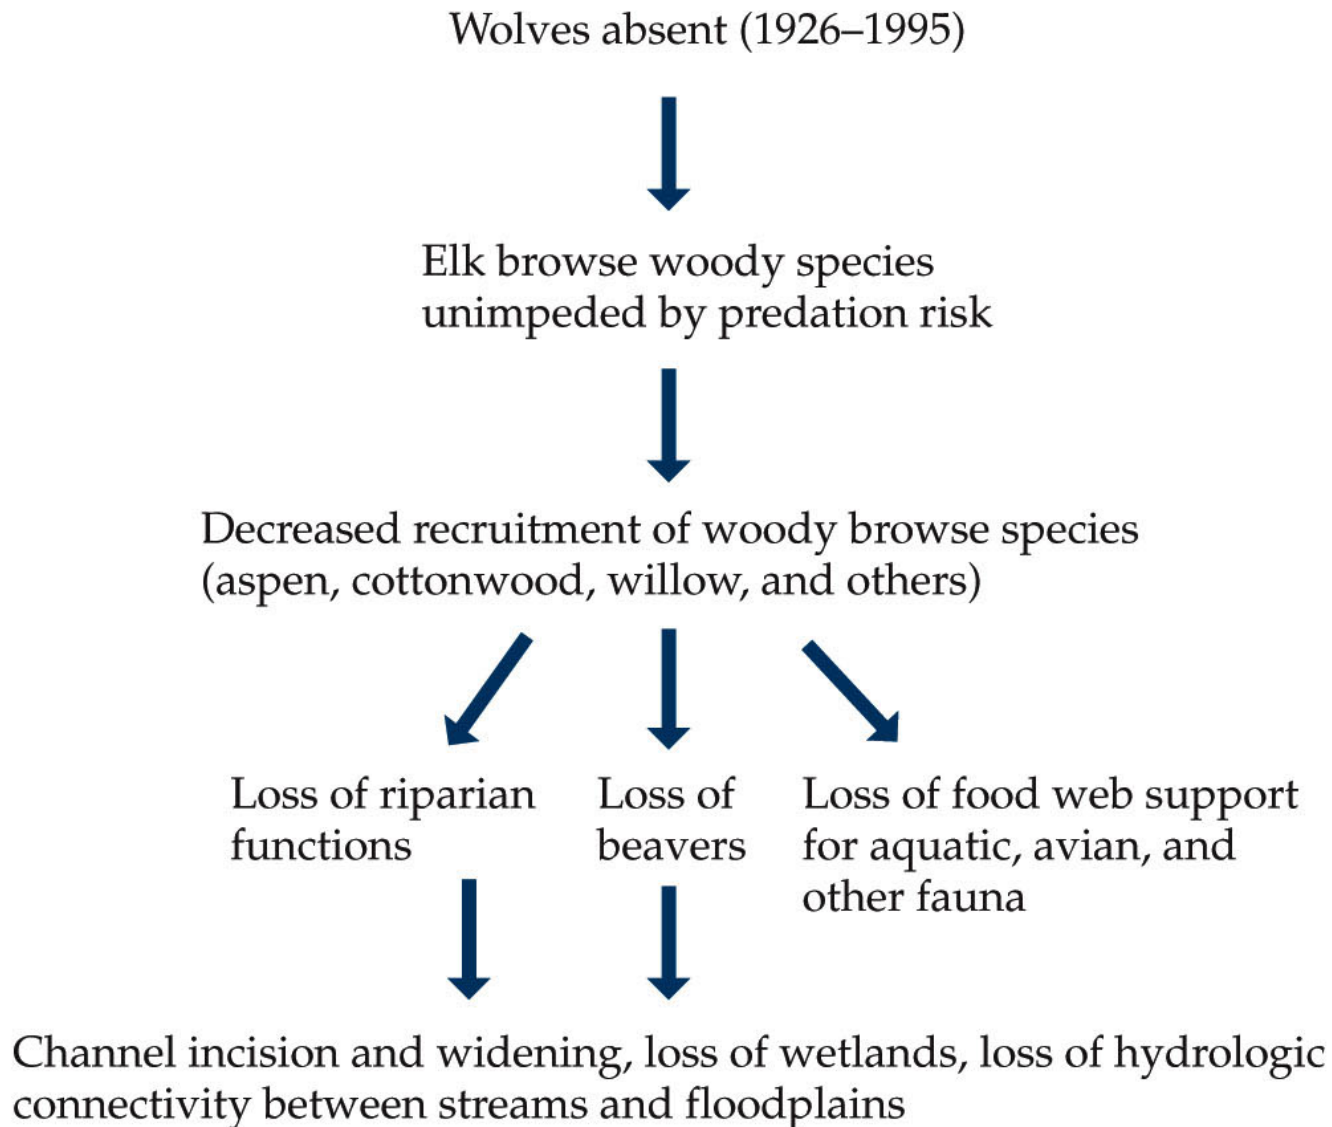 Wolves absent (1926–1995)
Elk browse woody species
unimpeded by predation risk
Decreased recruitment of woody browse species
(aspen, cottonwood, willow, and others)
Loss of riparian
functions
Loss of
beavers
Loss of food web support
for aquatic, avian, and
other fauna
Channel incision and widening, loss of wetlands, loss of hydrologic
connectivity between streams and floodplains